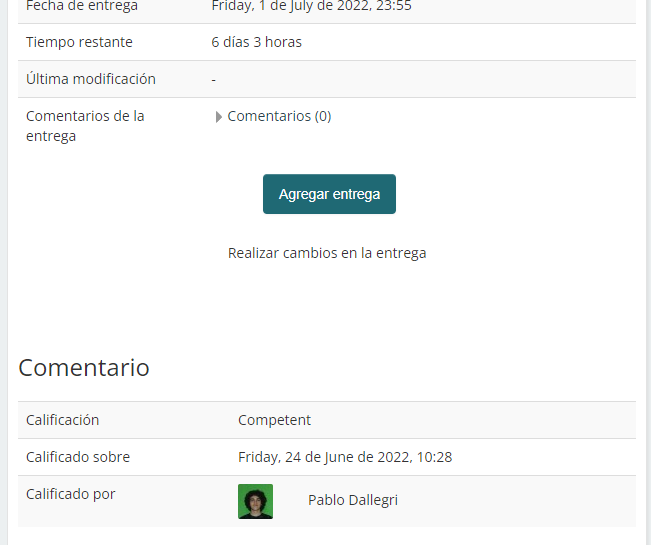 Fecha de entrega
Friday, 1 de July de 2022, 23:55
Tiempo restante
6 días 3 horas
Última modificación
-
Comentarios de la
entrega
Comentarios (0)
Agregar entrega
Realizar cambios en la entrega
Comentario
Calificación
Competent
Calificado sobre
Friday, 24 de June de 2022, 10:28
Calificado por
Pablo Dallegri